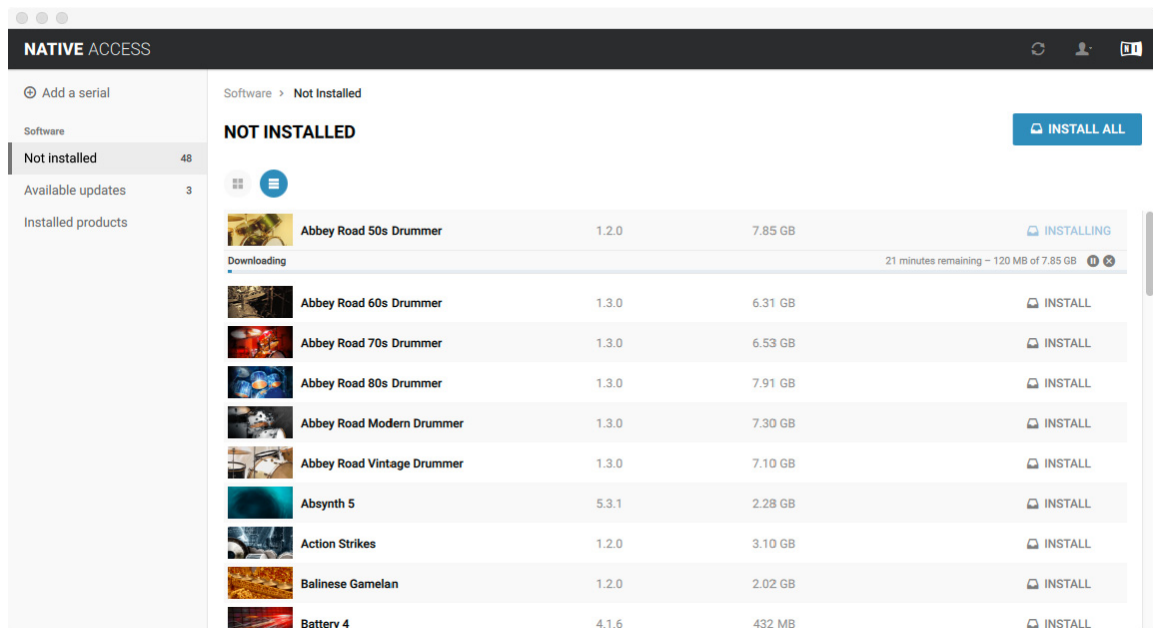 NATIVE ACCESS
NI
Add a serial
Software
Not installed 48
Available updates 3
Installed products
Software > Not Installed
NOT INSTALLED
INSTALL ALL
Abbey Road 50s Drummer 1.2.0 7.85 GB INSTALLING
Downloading 21 minutes remaining – 120 MB of 7.85 GB
Abbey Road 60s Drummer 1.3.0 6.31 GB INSTALL
Abbey Road 70s Drummer 1.3.0 6.53 GB INSTALL
Abbey Road 80s Drummer 1.3.0 7.91 GB INSTALL
Abbey Road Modern Drummer 1.3.0 7.30 GB INSTALL
Abbey Road Vintage Drummer 1.3.0 7.10 GB INSTALL
Absynth 5 5.3.1 2.28 GB INSTALL
Action Strikes 1.2.0 3.10 GB INSTALL
Balinese Gamelan 1.2.0 2.02 GB INSTALL
Battery 4 4.1.6 432 MB INSTALL